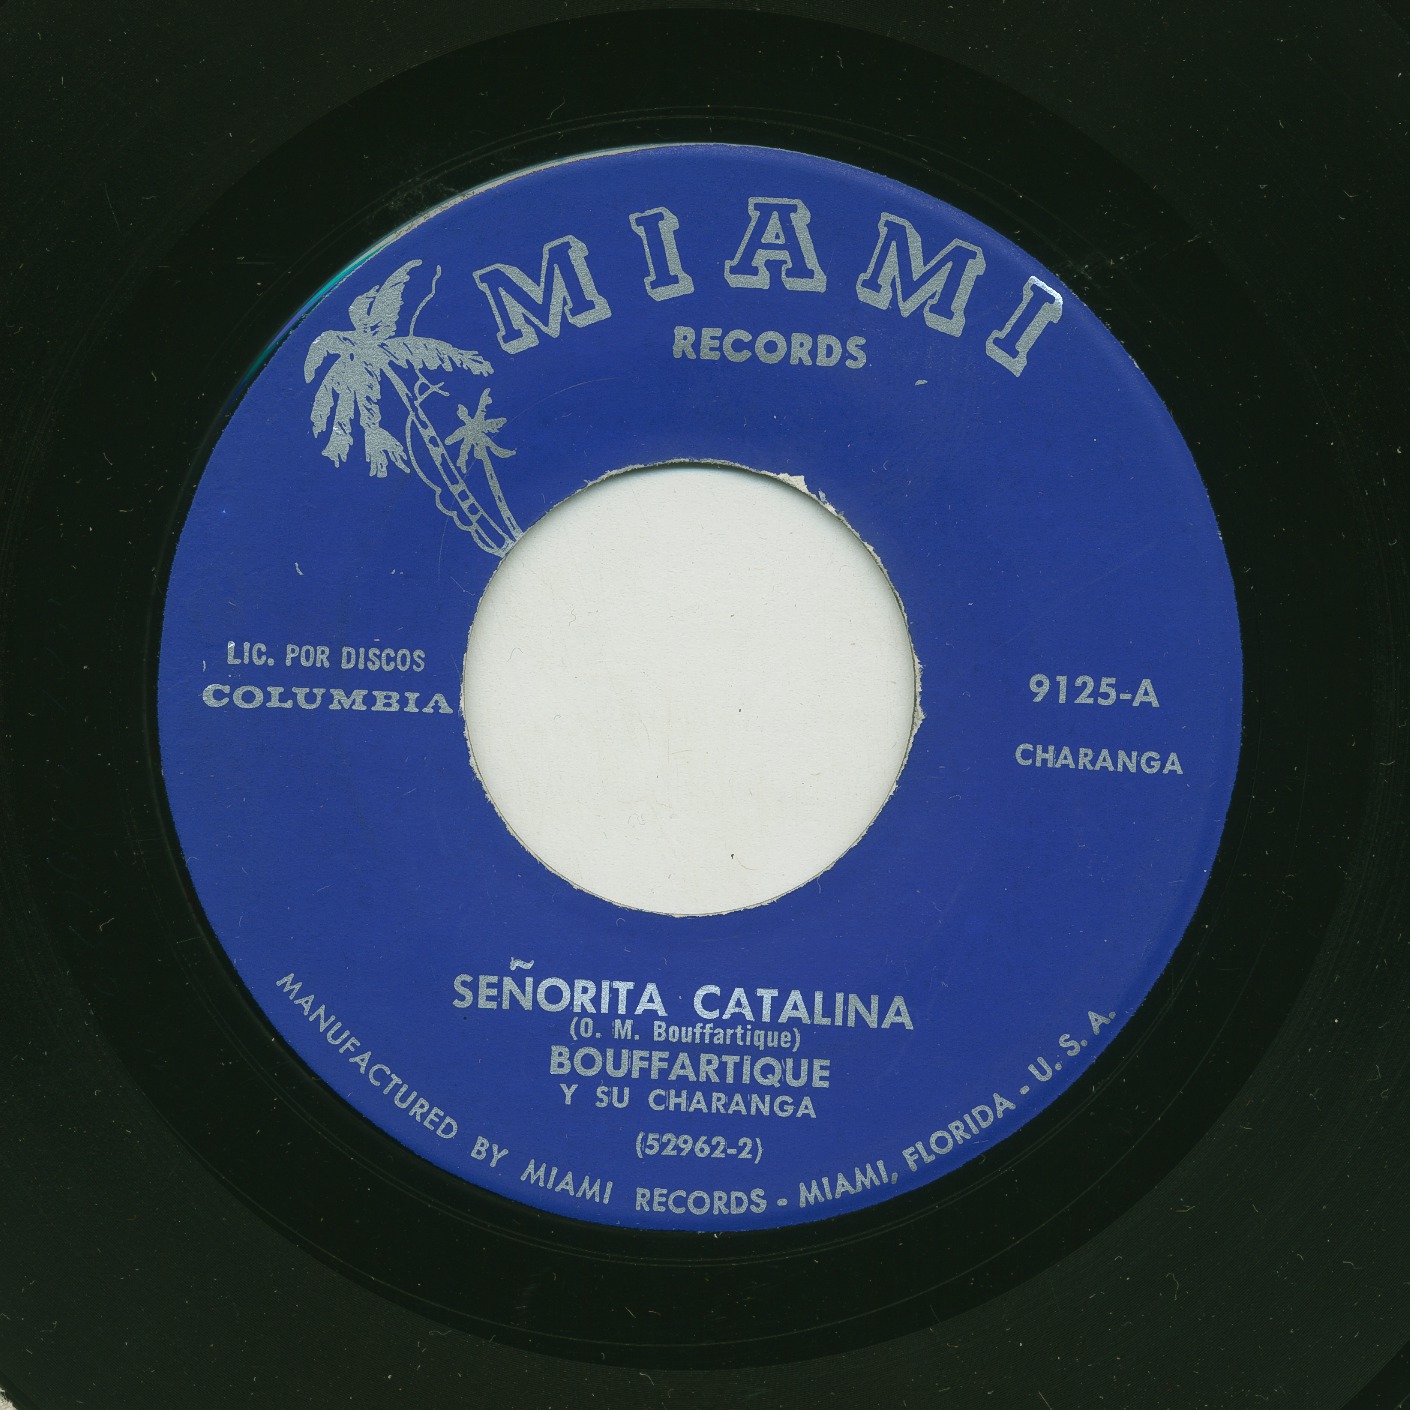 MIAMI
RECORDS
LIC. POR DISCOS
COLUMBIA
9125-A
CHARANGA
SEÑORITA CATALINA
(O. M. Bouffartique)
BOUFFARTIQUE
Y SU CHARANGA
(52962-2)
MANUFACTURED BY MIAMI RECORDS - MIAMI, FLORIDA - U. S. A.